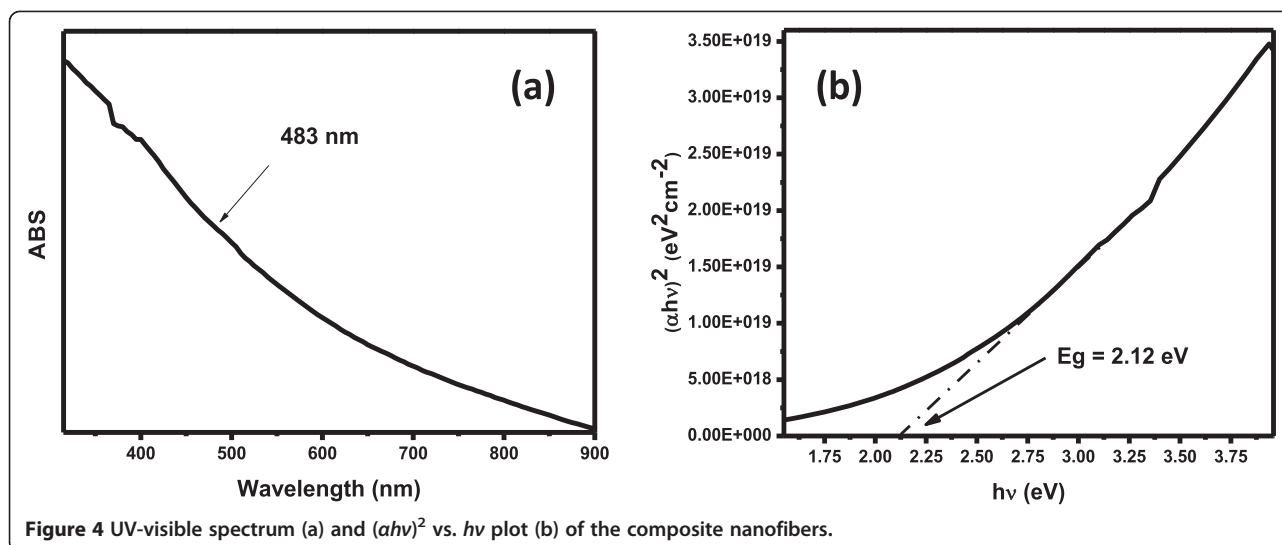 (a)
483 nm
ABS
400 500 600 700 800 900
Wavelength (nm)
(b)
3.50E+019
3.00E+019
2.50E+019
2.00E+019
1.50E+019
1.00E+019
5.00E+018
0.00E+000
(αhν)² (eV²cm⁻²)
Eg = 2.12 eV
1.75 2.00 2.25 2.50 2.75 3.00 3.25 3.50 3.75
hν (eV)
Figure 4 UV-visible spectrum (a) and (αhv)² vs. hv plot (b) of the composite nanofibers.